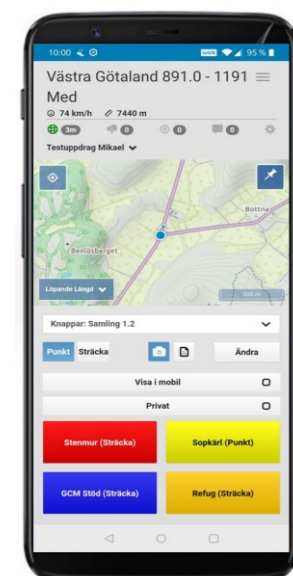 10:00
VoLTE
95 %
Västra Götaland 891.0 - 1191
Med
74 km/h 7440 m
3m 0 0 0
Testuppdrag Mikael
Bottna
Benlösberget
Löpande Längd
500 m
Knappar: Samling 1.2
Punkt Sträcka Ändra
Visa i mobil
Privat
Stenmur (Sträcka) Sopkärl (Punkt)
GCM Stöd (Sträcka) Refug (Sträcka)